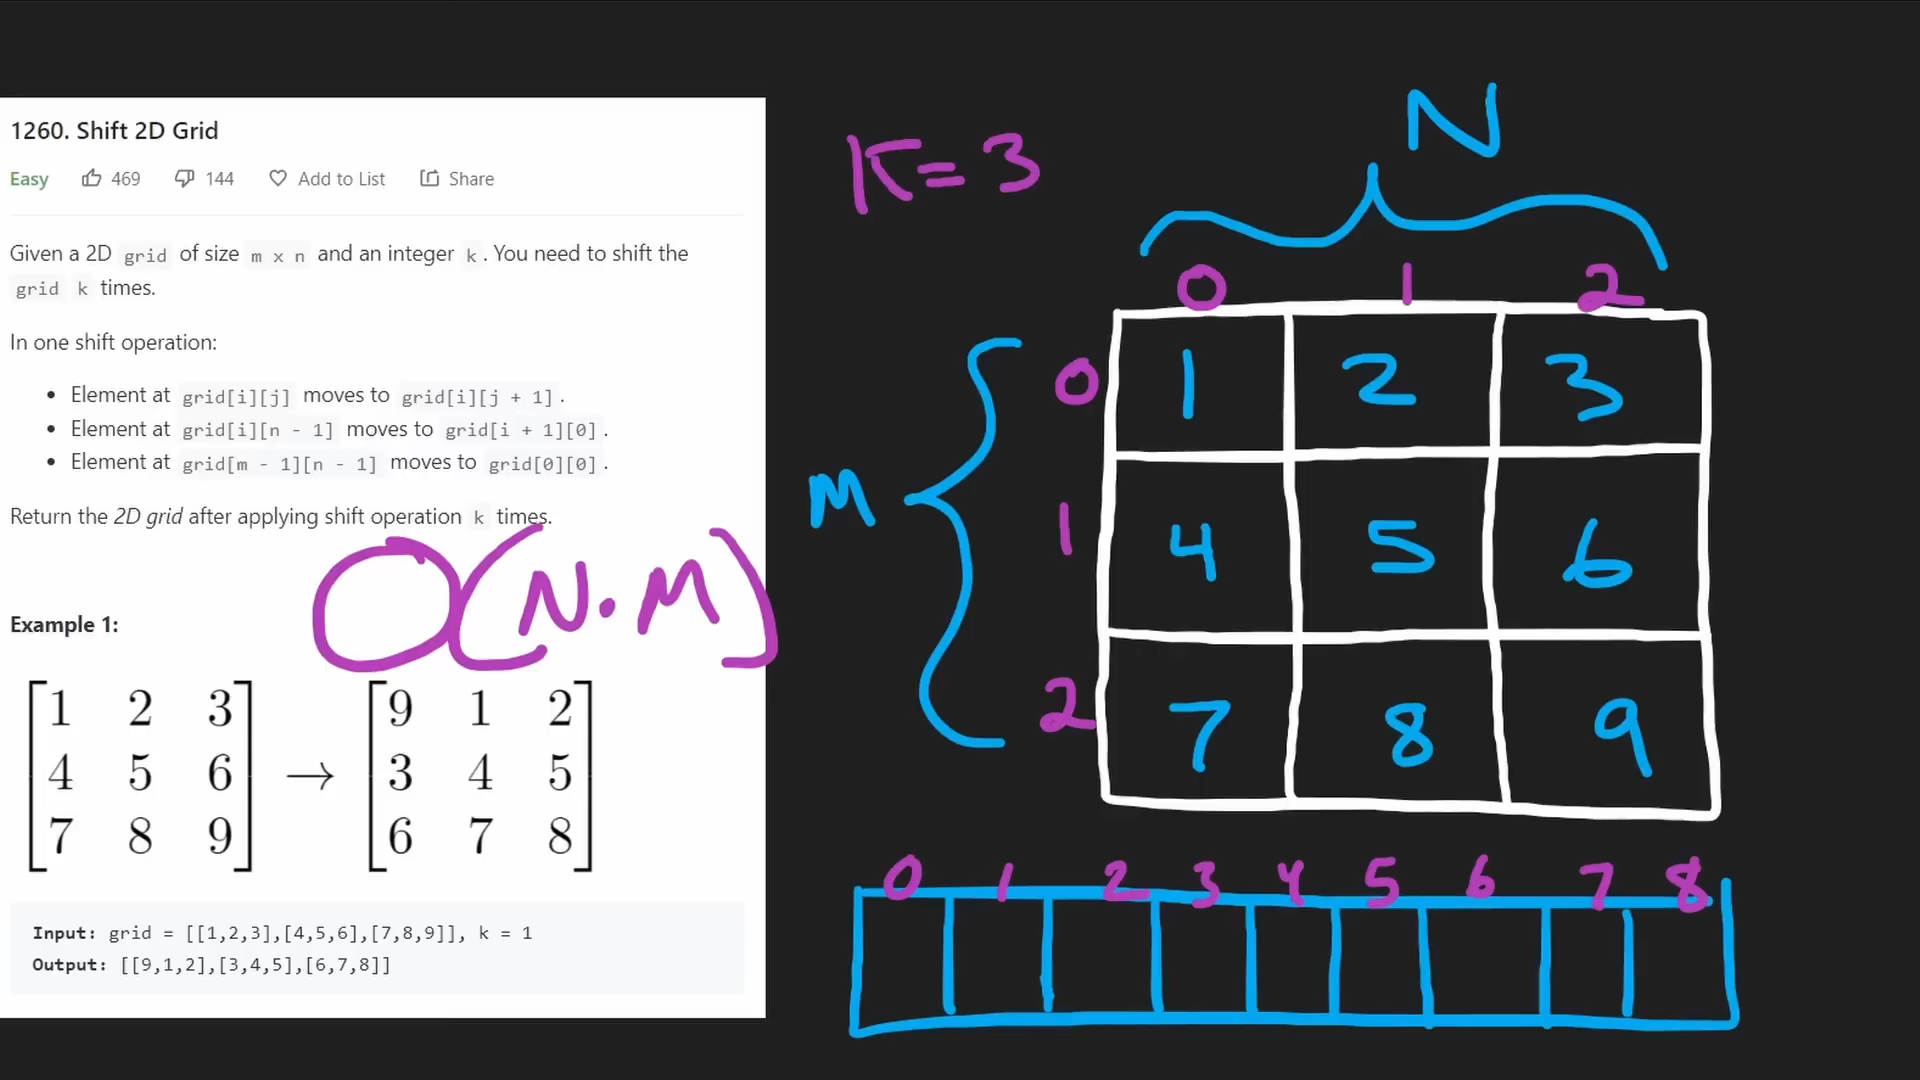 1260. Shift 2D Grid
Easy 469 144 Add to List Share
Given a 2D grid of size m x n and an integer k. You need to shift the
grid k times.
In one shift operation:
• Element at grid[i][j] moves to grid[i][j + 1].
• Element at grid[i][n - 1] moves to grid[i + 1][0].
• Element at grid[m - 1][n - 1] moves to grid[0][0].
Return the 2D grid after applying shift operation k times.
O(N.M)
Example 1:
1 2 3 9 1 2
4 5 6 → 3 4 5
7 8 9 6 7 8
Input: grid = [[1,2,3],[4,5,6],[7,8,9]], k = 1
Output: [[9,1,2],[3,4,5],[6,7,8]]
K=3
N
0 1 2
0 1 2 3
M
1 4 5 6
2 7 8 9
0 1 2 3 4 5 6 7 8